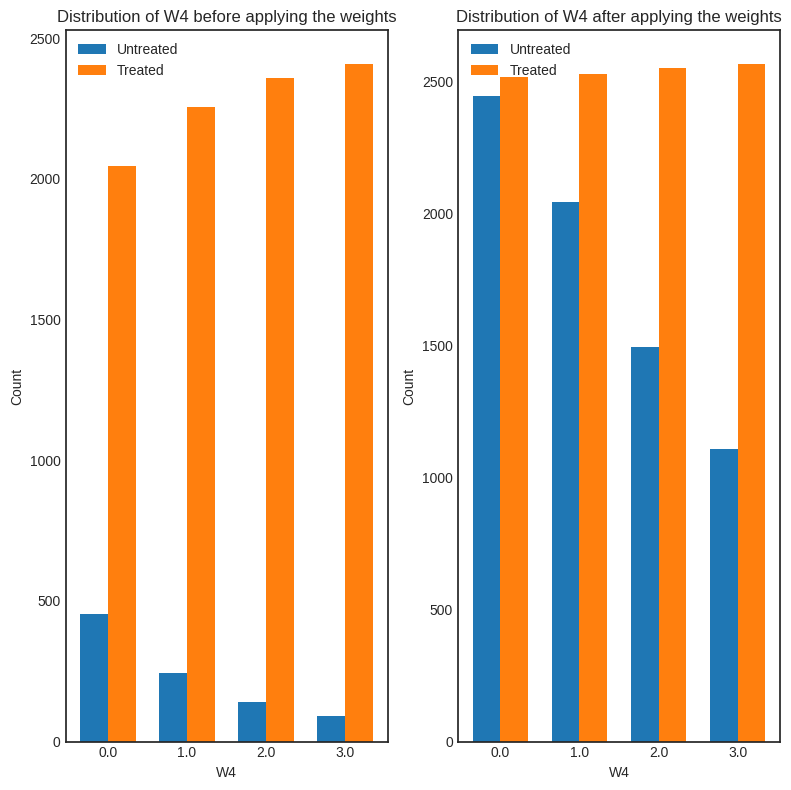 Distribution of W4 before applying the weights
Untreated
Treated
2500
2000
1500
1000
500
0
Count
0.0 1.0 2.0 3.0
W4
Distribution of W4 after applying the weights
Untreated
Treated
2500
2000
1500
1000
500
0
Count
0.0 1.0 2.0 3.0
W4